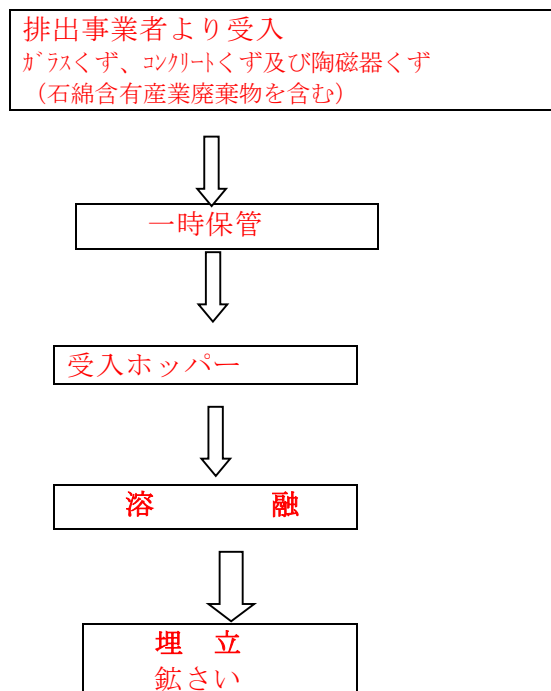 排出事業者より受入
ｶﾞﾗｽくず、ｺﾝｸﾘｰﾄくず及び陶磁器くず
（石綿含有産業廃棄物を含む）
一時保管
受入ホッパー
溶　　　　融
埋　立
鉱さい